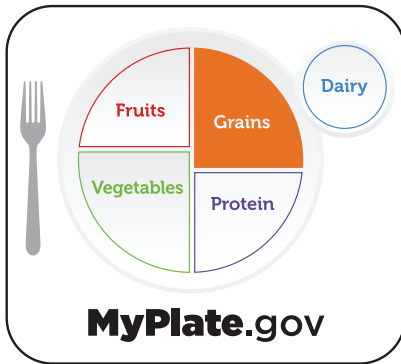 Dairy
Fruits
Grains
Vegetables
Protein
MyPlate.gov